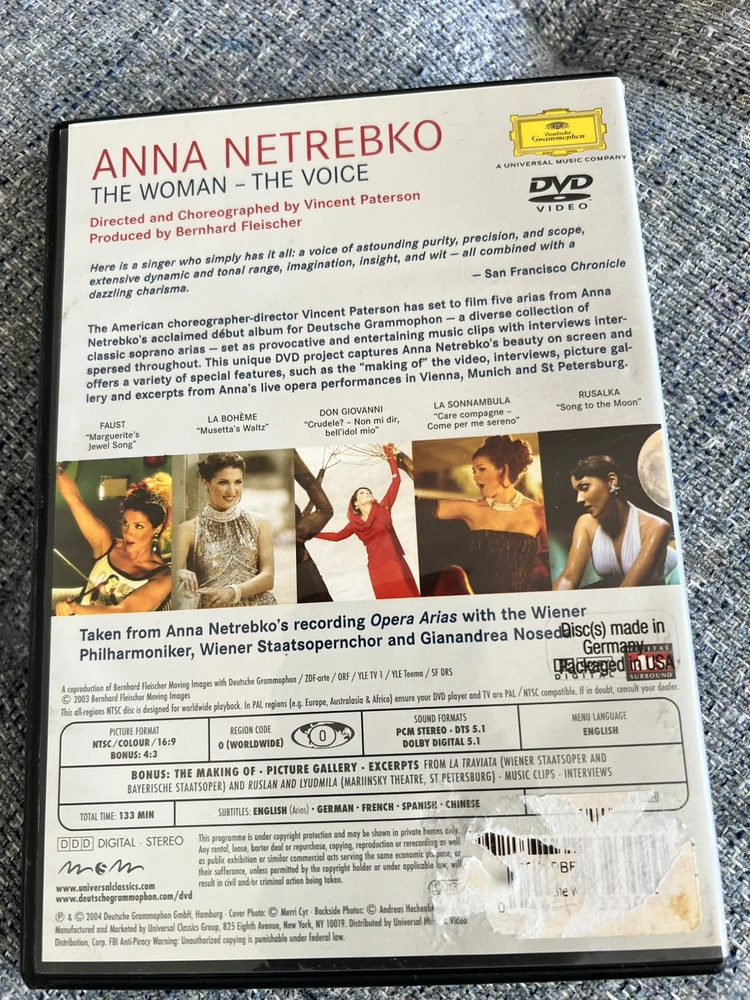 ANNA NETREBKO
THE WOMAN – THE VOICE
Directed and Choreographed by Vincent Paterson
Produced by Bernhard Fleischer
Deutsche
Grammophon
A UNIVERSAL MUSIC COMPANY
DVD
VIDEO
Here is a singer who simply has it all: a voice of astounding purity, precision, and scope,
extensive dynamic and tonal range, imagination, insight, and wit – all combined with a
dazzling charisma.
– San Francisco Chronicle
The American choreographer-director Vincent Paterson has set to film five arias from Anna
Netrebko's acclaimed début album for Deutsche Grammophon – a diverse collection of
classic soprano arias – set as provocative and entertaining music clips with interviews inter-
spersed throughout. This unique DVD project captures Anna Netrebko's beauty on screen and
offers a variety of special features, such as the "making of" the video, interviews, picture gal-
lery and excerpts from Anna's live opera performances in Vienna, Munich and St Petersburg.
FAUST
"Marguerite's
Jewel Song"
LA BOHÈME
"Musetta's Waltz"
DON GIOVANNI
"Crudele? – Non mi dir,
bell'idol mio"
LA SONNAMBULA
"Care compagne –
Come per me sereno"
RUSALKA
"Song to the Moon"
Taken from Anna Netrebko's recording Opera Arias with the Wiener
Philharmoniker, Wiener Staatsopernchor and Gianandrea Noseda
Disc(s) made in
Germany
Packaged in USA
DIGITAL
SURROUND
A coproduction of Bernhard Fleischer Moving Images with Deutsche Grammophon / ZDF-arte / ORF / YLE TV 1 / YLE Teema / SF DRS
© 2003 Bernhard Fleischer Moving Images
This all-regions NTSC disc is designed for worldwide playback. In PAL regions (e.g. Europe, Australasia & Africa) ensure your DVD player and TV are PAL / NTSC compatible. If in doubt, consult your dealer.
PICTURE FORMAT
NTSC/COLOUR/16:9
BONUS: 4:3
REGION CODE
0 (WORLDWIDE)
0
SOUND FORMATS
PCM STEREO · DTS 5.1
DOLBY DIGITAL 5.1
MENU LANGUAGE
ENGLISH
BONUS: THE MAKING OF · PICTURE GALLERY · EXCERPTS FROM LA TRAVIATA (WIENER STAATSOPER AND
BAYERISCHE STAATSOPER) AND RUSLAN AND LYUDMILA (MARIINSKY THEATRE, ST PETERSBURG) · MUSIC CLIPS · INTERVIEWS
TOTAL TIME: 133 MIN
SUBTITLES: ENGLISH (Arias) · GERMAN · FRENCH · SPANISH · CHINESE
DDD DIGITAL · STEREO
www.universalclassics.com
www.deutschegrammophon.com/dvd
This programme is under copyright protection and may be shown in private homes only.
Any rental, lease, barter deal or repurchase, copying, reproduction or rerecording as well
as public exhibition or similar commercial acts serving the same economic purpose, or
their sufferance, unless permitted by the copyright holder or under applicable law, will
result in civil and/or criminal action being taken.
℗ & © 2004 Deutsche Grammophon GmbH, Hamburg · Cover Photo: © Merri Cyr · Backside Photos: © Andreas
Manufactured and Marketed by Universal Classics Group, 825 Eighth Avenue, New York, NY 10019. Distributed by Universal Video
Distribution, Corp. FBI Anti-Piracy Warning: Unauthorized copying is punishable under federal law.